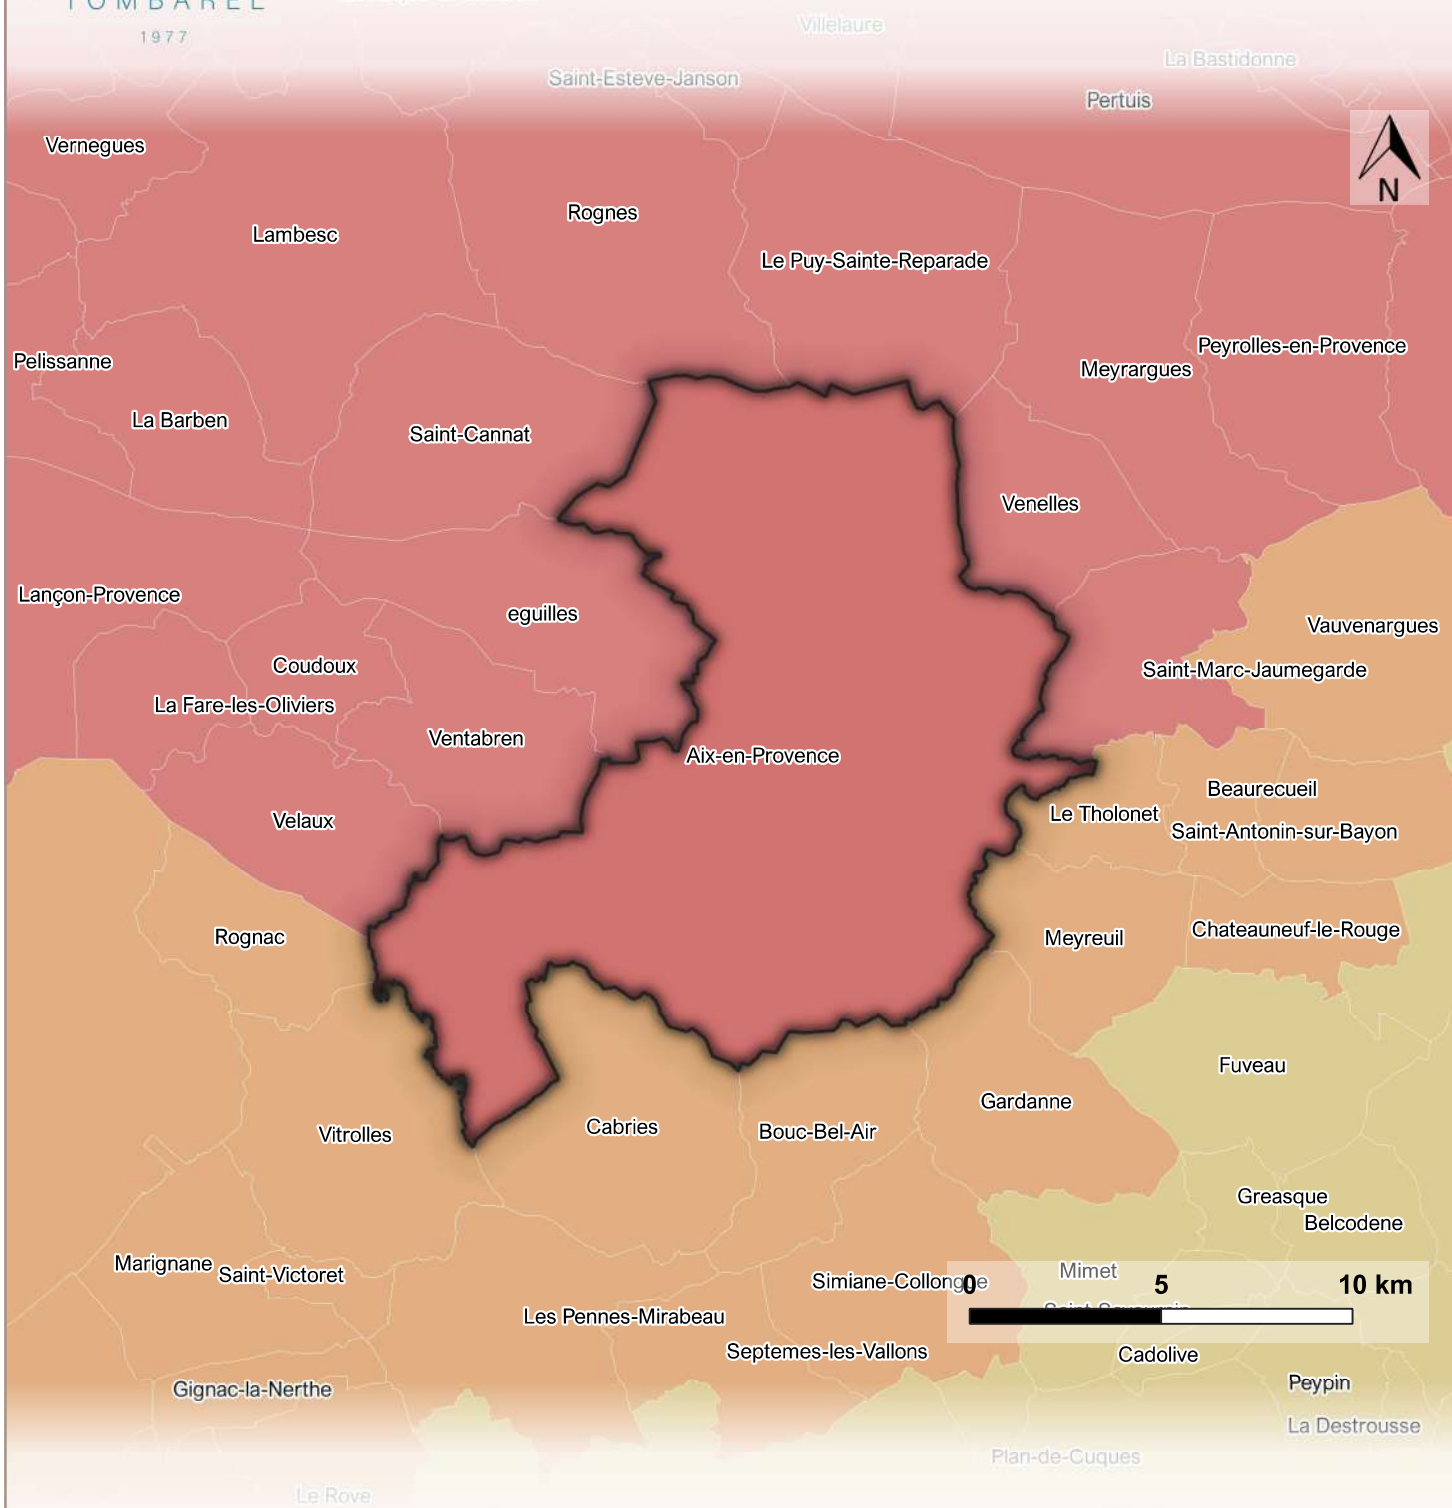 TOMBAREL
1977
Villelaure
La Bastidonne
Saint-Esteve-Janson
Pertuis
Vernegues
N
Rognes
Lambesc
Le Puy-Sainte-Reparade
Peyrolles-en-Provence
Pelissanne
Meyrargues
La Barben
Saint-Cannat
Venelles
Lançon-Provence
eguilles
Vauvenargues
Coudoux
Saint-Marc-Jaumegarde
La Fare-les-Oliviers
Ventabren
Aix-en-Provence
Beaurecueil
Le Tholonet
Velaux
Saint-Antonin-sur-Bayon
Chateauneuf-le-Rouge
Rognac
Meyreuil
Fuveau
Gardanne
Cabries
Bouc-Bel-Air
Vitrolles
Greasque
Belcodene
Marignane
Saint-Victoret
Mimet
Simiane-Collongue
0 5 10 km
Les Pennes-Mirabeau
Septemes-les-Vallons
Cadolive
Peypin
Gignac-la-Nerthe
La Destrousse
Plan-de-Cuques
Le Rove